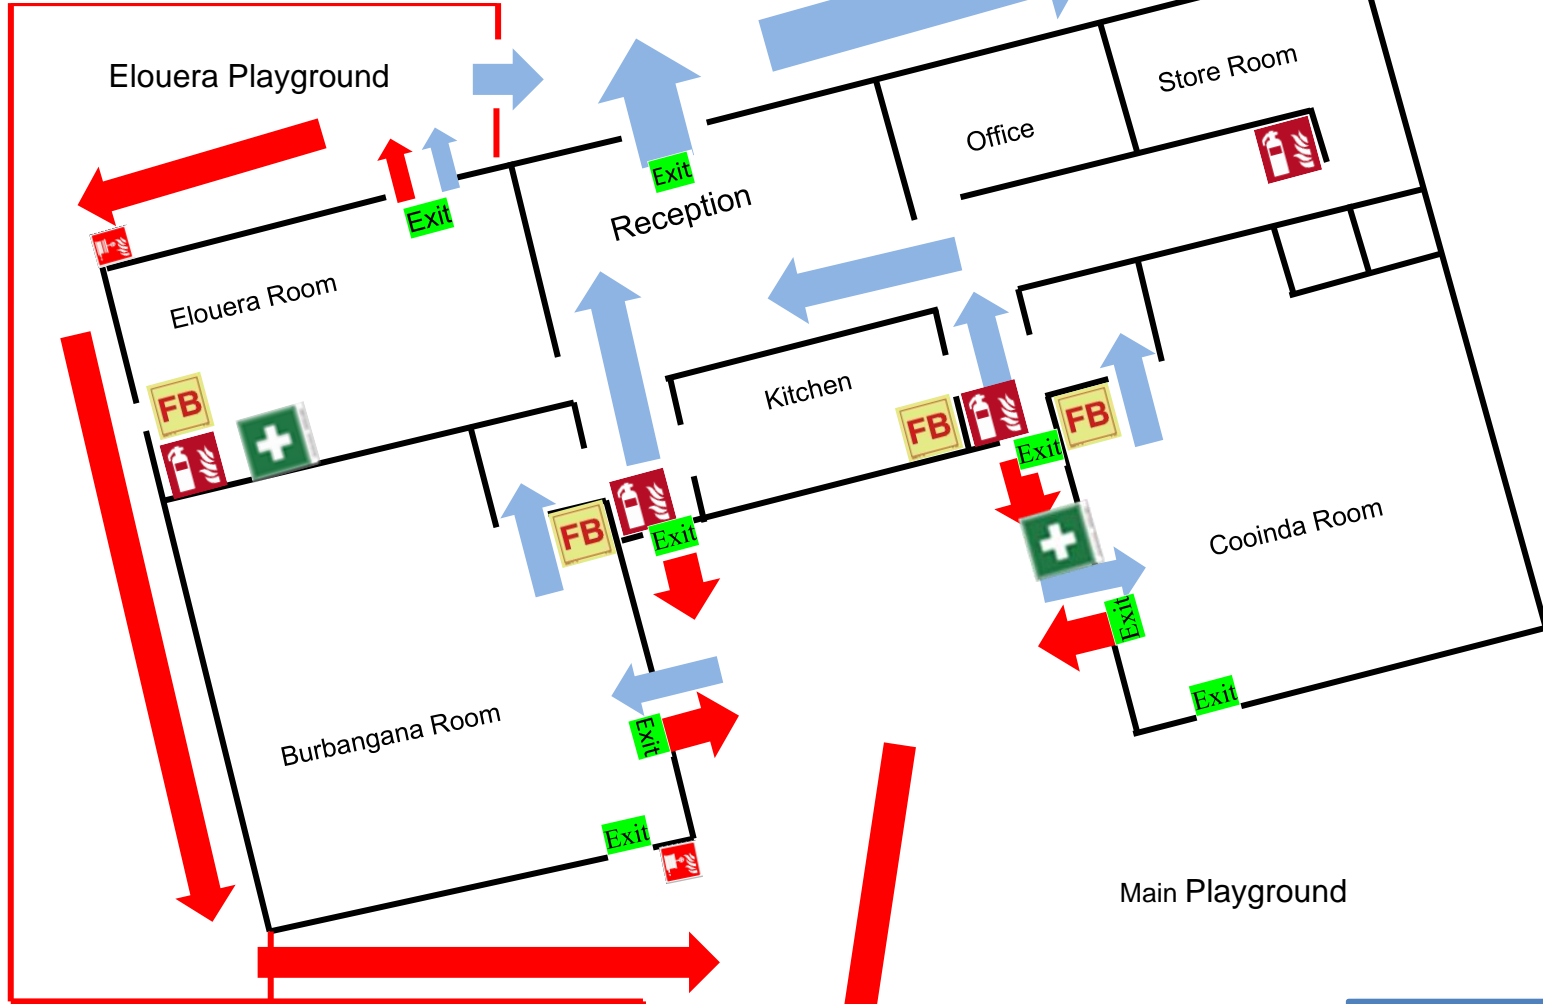 Elouera Playground
Store Room
Office
Exit
Reception
Exit
Elouera Room
Kitchen
FB
FB
FB
Exit
Cooinda Room
FB
Exit
Exit
Exit
Burbangana Room
Exit
Exit
Main Playground